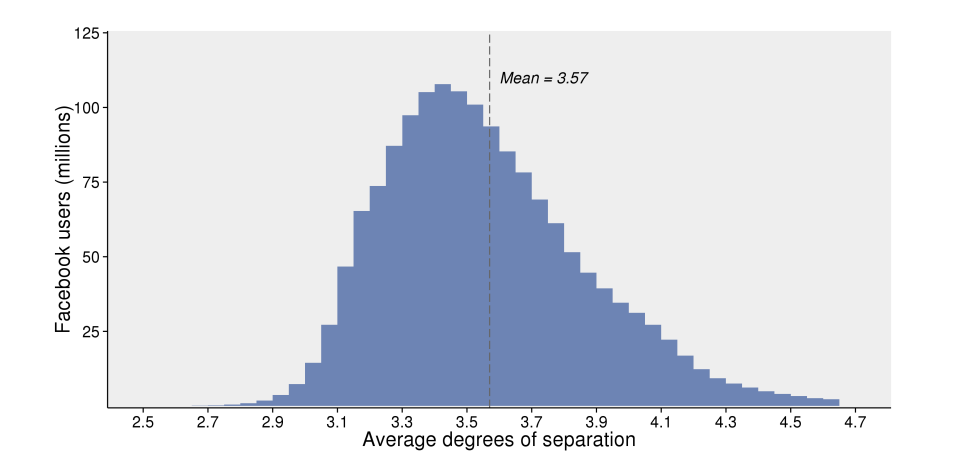 125
100
75
50
25
Facebook users (millions)
Mean = 3.57
2.5 2.7 2.9 3.1 3.3 3.5 3.7 3.9 4.1 4.3 4.5 4.7
Average degrees of separation